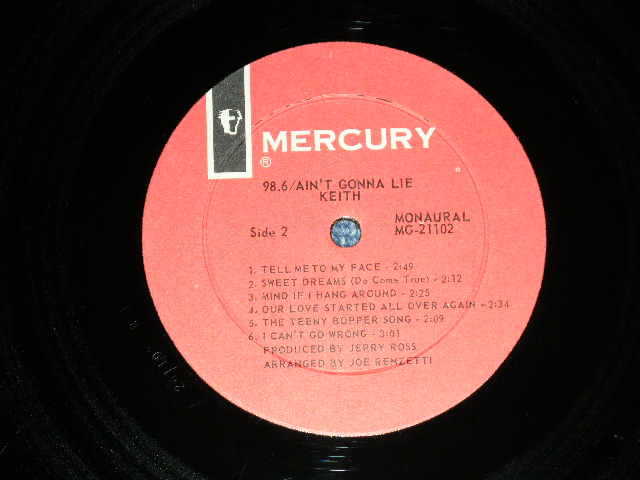 MERCURY
®
98.6/AIN'T GONNA LIE
KEITH
Side 2
MONAURAL
MG-21102
1. TELL ME TO MY FACE - 2:49
2. SWEET DREAMS (Do Come True) - 2:12
3. MIND IF I HANG AROUND - 2:25
4. OUR LOVE STARTED ALL OVER AGAIN - 2:34
5. THE TEENY BOPPER SONG - 2:09
6. I CAN'T GO WRONG - 3:01
PRODUCED BY JERRY ROSS
ARRANGED BY JOE RENZETTI